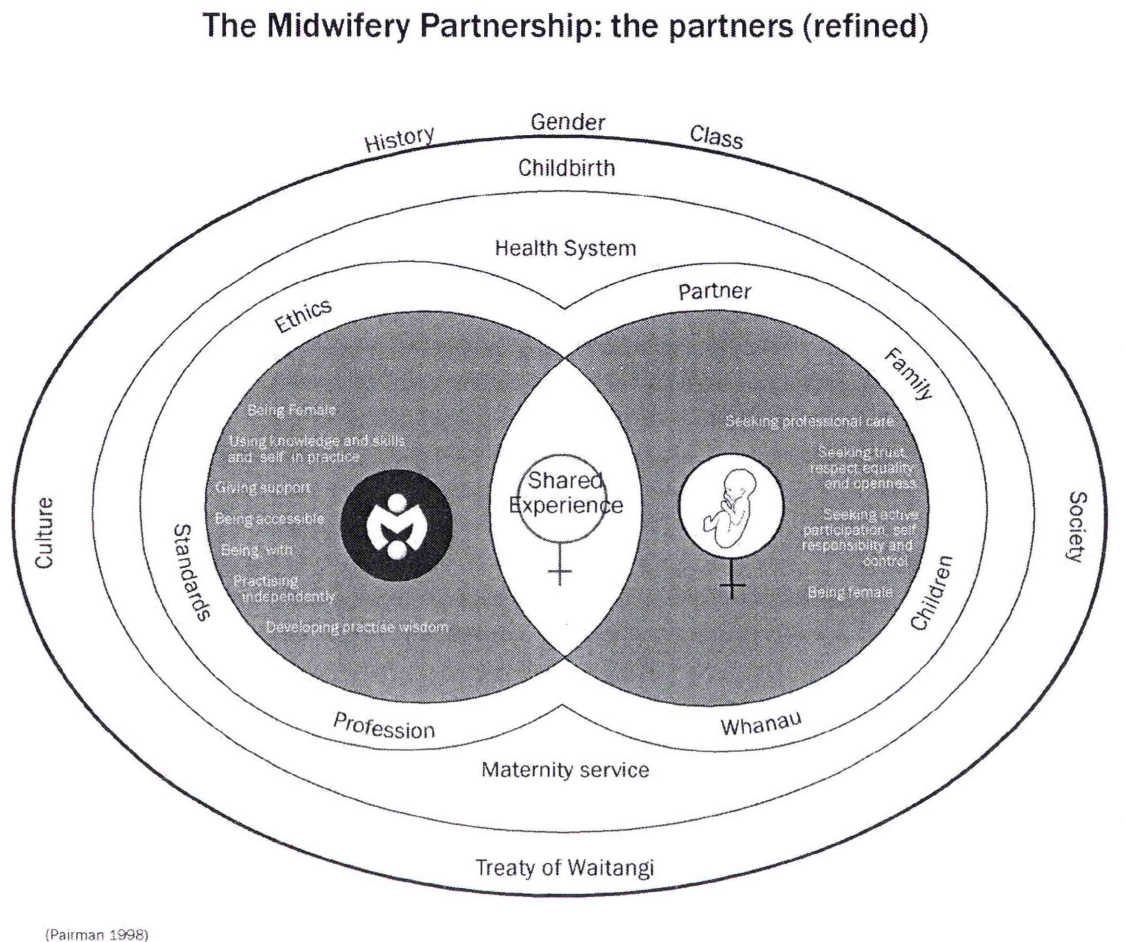 The Midwifery Partnership: the partners (refined)
History
Gender
Class
Childbirth
Health System
Ethics
Partner
Family
Being Female
Using knowledge and skills
and 'self' in practice
Giving support
Being accessible
Being 'with'
Practising
independently
Developing practise wisdom
Shared
Experience
Seeking professional care
Seeking trust,
respect equality
and openness
Seeking active
participation, self
responsibility and
control
Being female
Culture
Standards
Children
Society
Profession
Whanau
Maternity service
Treaty of Waitangi
(Pairman 1998)